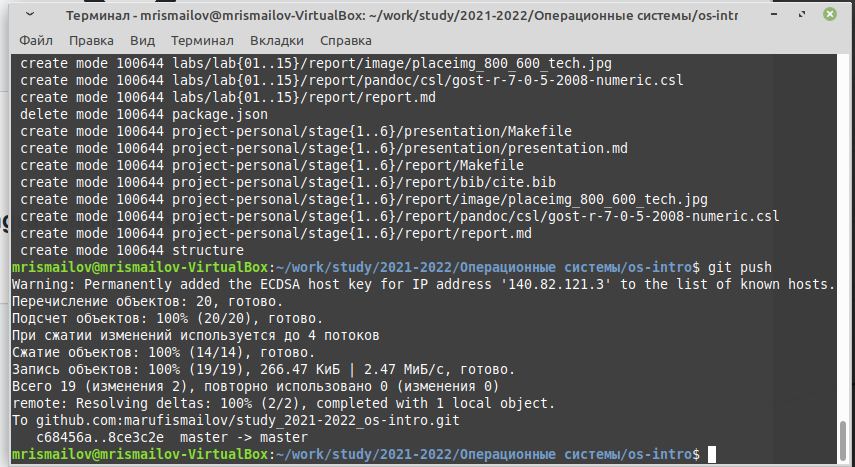 Терминал - mrismailov@mrismailov-VirtualBox: ~/work/study/2021-2022/Операционные системы/os-intro
Файл Правка Вид Терминал Вкладки Справка
create mode 100644 labs/lab{01..15}/report/image/placeimg_800_600_tech.jpg
create mode 100644 labs/lab{01..15}/report/pandoc/csl/gost-r-7-0-5-2008-numeric.csl
create mode 100644 labs/lab{01..15}/report/report.md
delete mode 100644 package.json
create mode 100644 project-personal/stage{1..6}/presentation/Makefile
create mode 100644 project-personal/stage{1..6}/presentation/presentation.md
create mode 100644 project-personal/stage{1..6}/report/Makefile
create mode 100644 project-personal/stage{1..6}/report/bib/cite.bib
create mode 100644 project-personal/stage{1..6}/report/image/placeimg_800_600_tech.jpg
create mode 100644 project-personal/stage{1..6}/report/pandoc/csl/gost-r-7-0-5-2008-numeric.csl
create mode 100644 project-personal/stage{1..6}/report/report.md
create mode 100644 structure
mrismailov@mrismailov-VirtualBox:~/work/study/2021-2022/Операционные системы/os-intro$ git push
Warning: Permanently added the ECDSA host key for IP address '140.82.121.3' to the list of known hosts.
Перечисление объектов: 20, готово.
Подсчет объектов: 100% (20/20), готово.
При сжатии изменений используется до 4 потоков
Сжатие объектов: 100% (14/14), готово.
Запись объектов: 100% (19/19), 266.47 КиБ | 2.47 МиБ/с, готово.
Всего 19 (изменения 2), повторно использовано 0 (изменения 0)
remote: Resolving deltas: 100% (2/2), completed with 1 local object.
To github.com:marufismailov/study_2021-2022_os-intro.git
c68456a..8ce3c2e master -> master
mrismailov@mrismailov-VirtualBox:~/work/study/2021-2022/Операционные системы/os-intro$